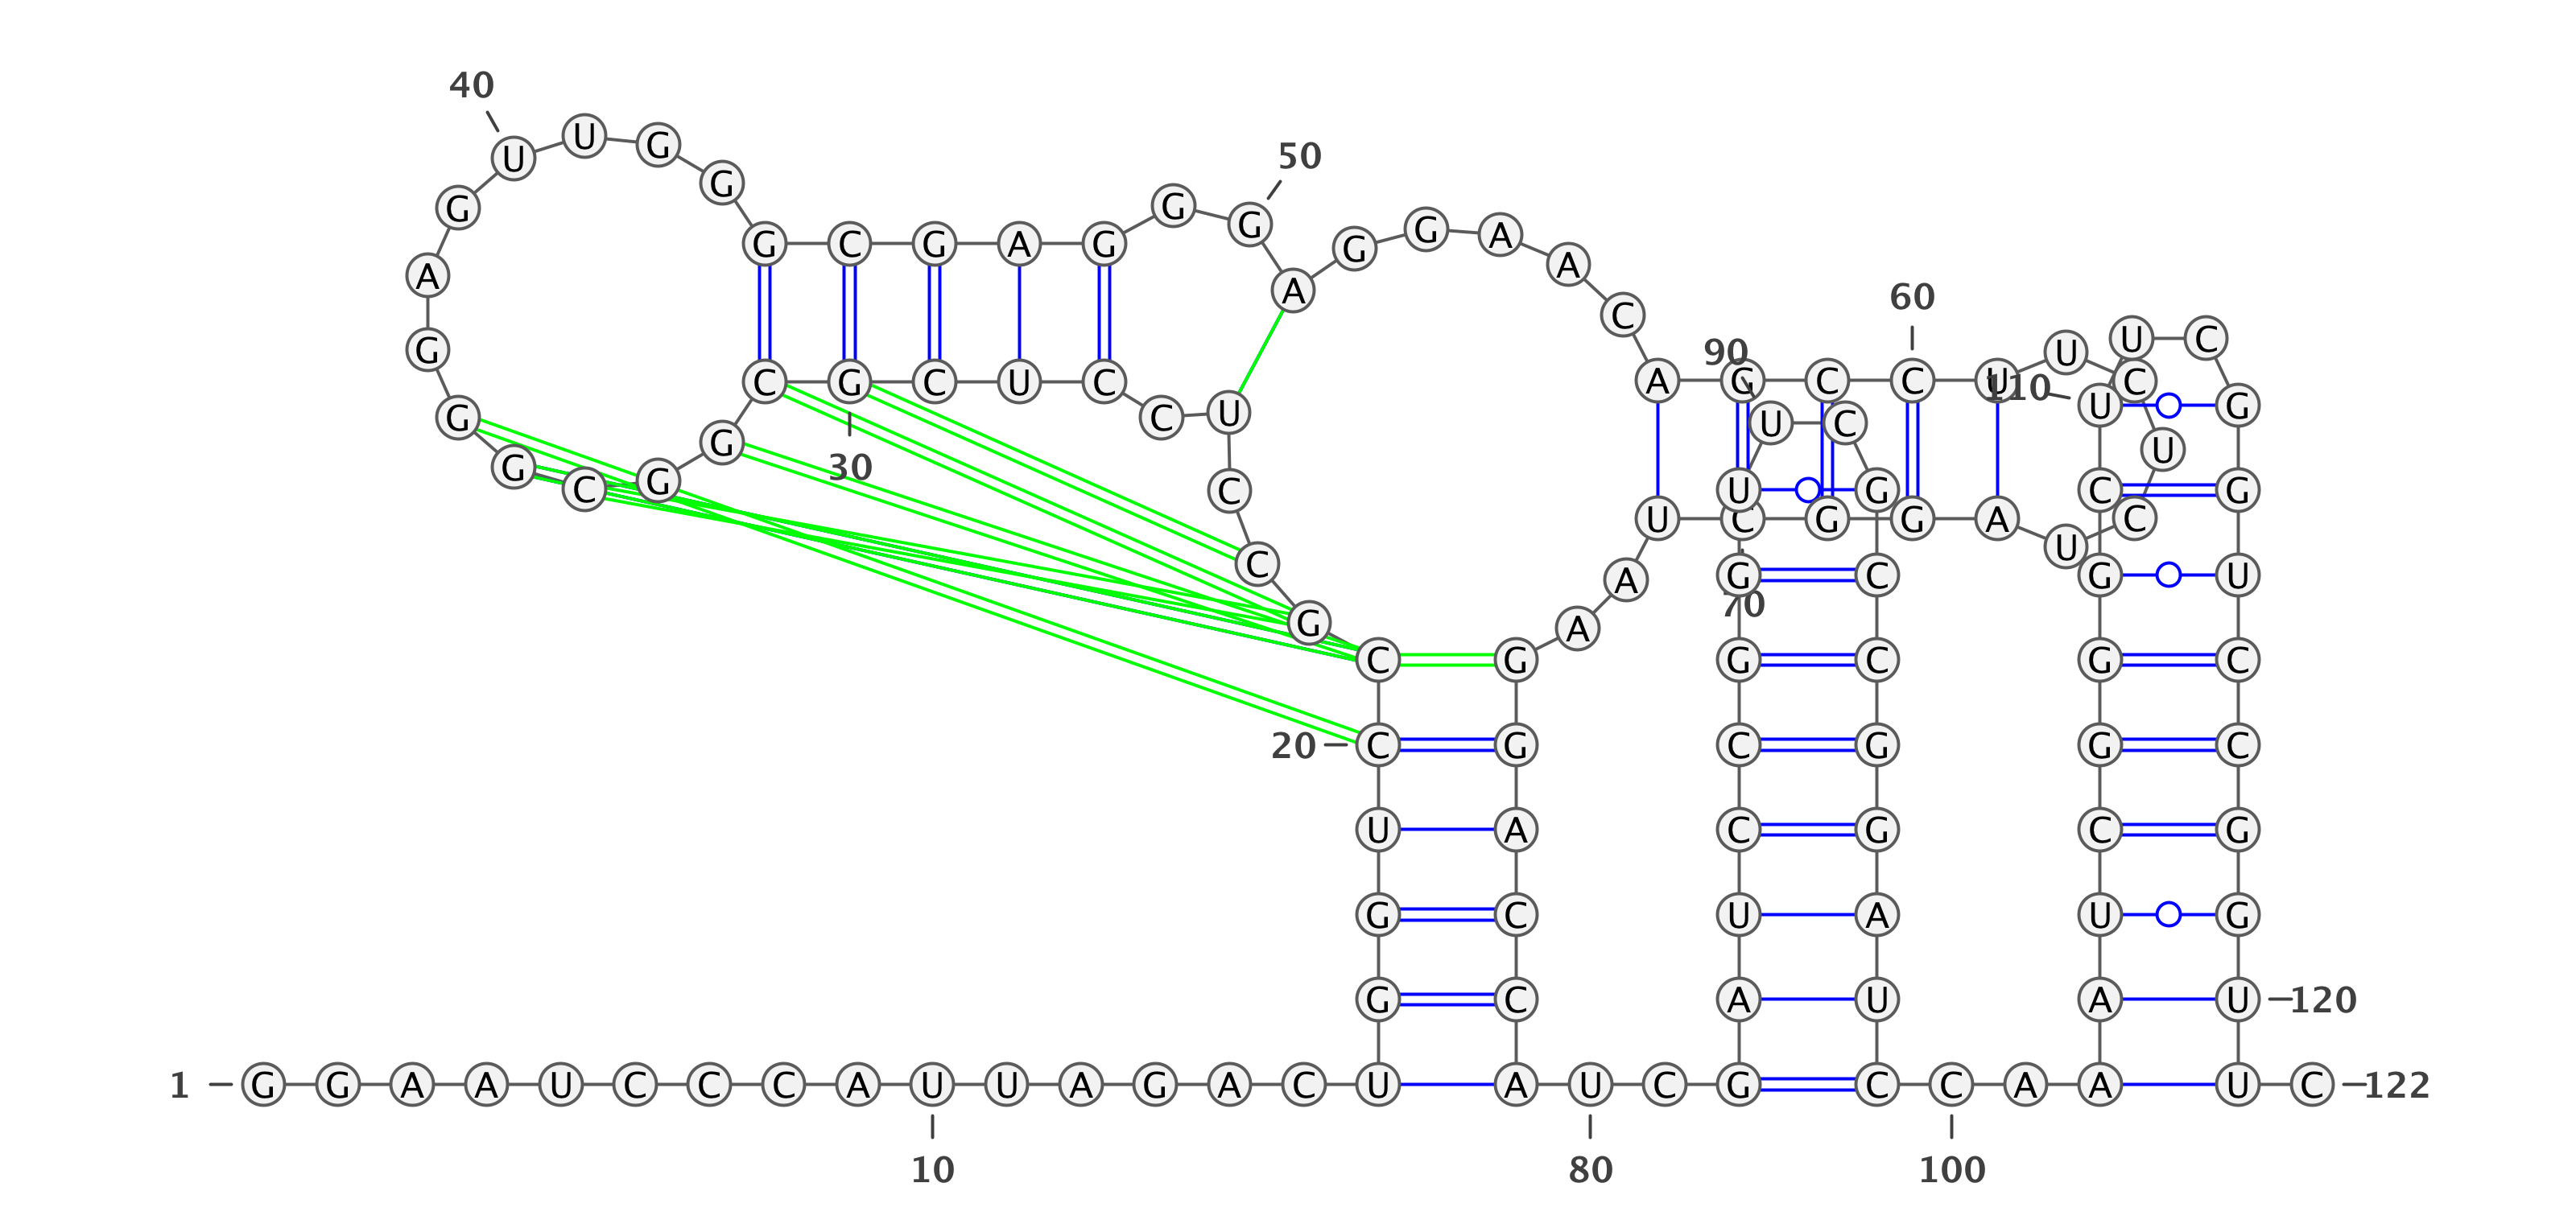 40
U U G
50
G
G G G
G C G A G G G A
A A A
60
C
U C
G 90
C G U C C A G C C U U C
110
G C U U C U U G
G U
30
G C G C U G C G
U C G G A C
U
C G C G U
A 70
G A
C G G C G C
20 C G C G G C
U A C G C G
G C U A U G
G C A U A U 120
1 G G A A U C C C A U U A G A C U A U C G C C A A U C 122
10 80 100